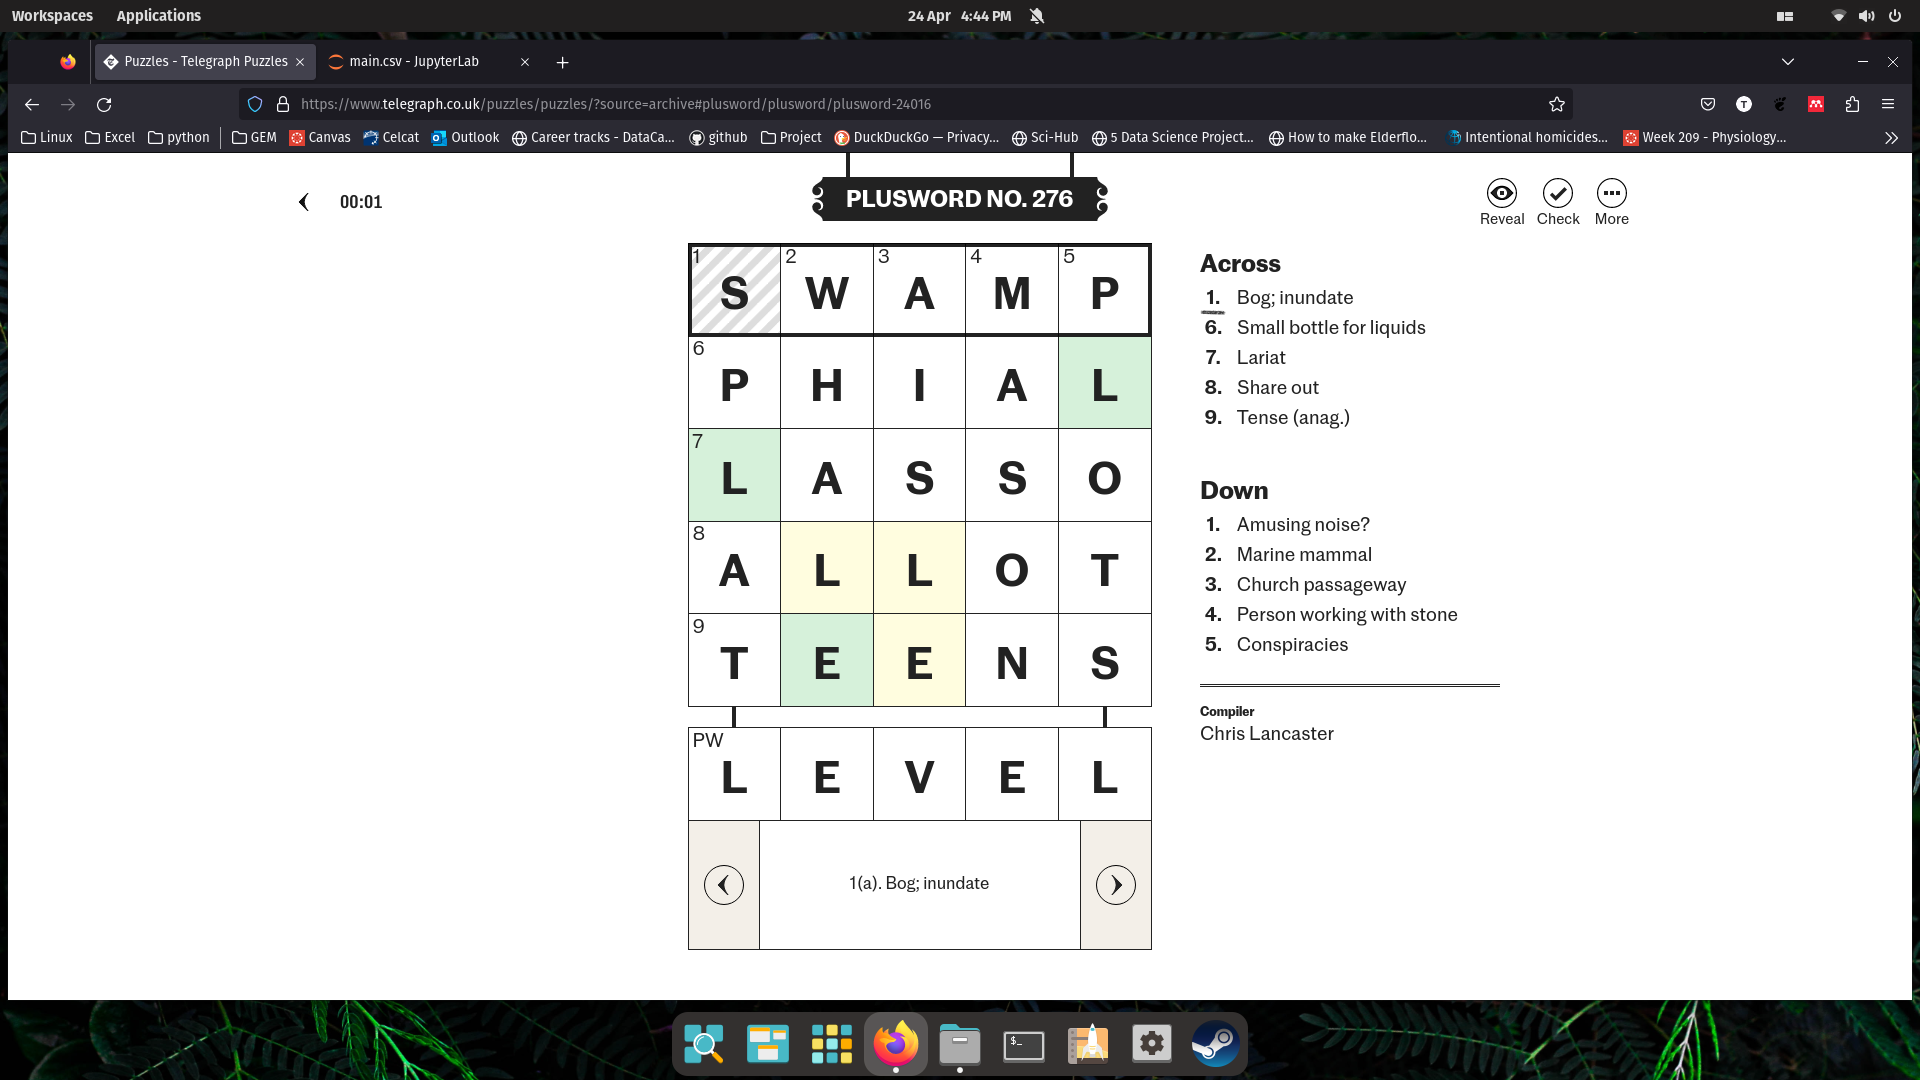 Workspaces Applications 24 Apr 4:44 PM
Puzzles - Telegraph Puzzles main.csv - JupyterLab
https://www.telegraph.co.uk/puzzles/puzzles/?source=archive#plusword/plusword/plusword-24016
Linux Excel python GEM Canvas Celcat Outlook Career tracks - DataCa... github Project DuckDuckGo — Privacy... Sci-Hub 5 Data Science Project... How to make Elderflo... Intentional homicides... Week 209 - Physiology...
00:01
PLUSWORD NO. 276
Reveal Check More
1 2 3 4 5
S W A M P
6
P H I A L
7
L A S S O
8
A L L O T
9
T E E N S
PW
L E V E L
1(a). Bog; inundate
Across
1. Bog; inundate
6. Small bottle for liquids
7. Lariat
8. Share out
9. Tense (anag.)
Down
1. Amusing noise?
2. Marine mammal
3. Church passageway
4. Person working with stone
5. Conspiracies
Compiler
Chris Lancaster
$_